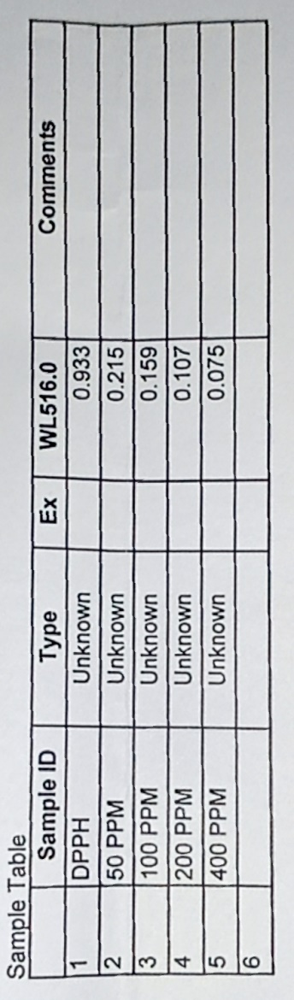 Sample Table
Sample ID Type Ex WL516.0 Comments
1 DPPH Unknown 0.933
2 50 PPM Unknown 0.215
3 100 PPM Unknown 0.159
4 200 PPM Unknown 0.107
5 400 PPM Unknown 0.075
6